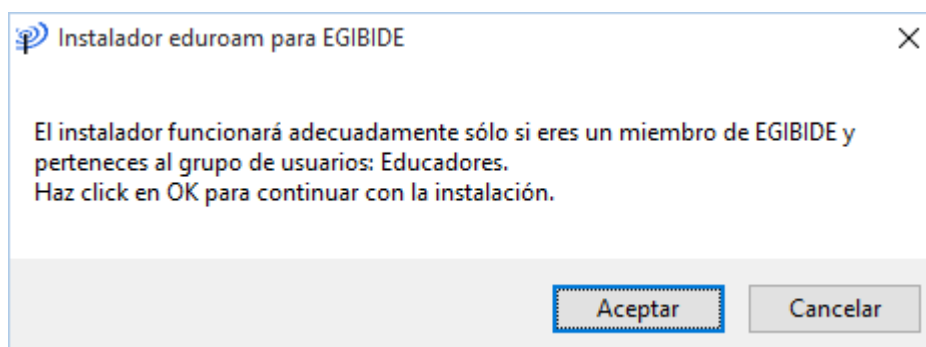 Instalador eduroam para EGIBIDE
El instalador funcionará adecuadamente sólo si eres un miembro de EGIBIDE y
perteneces al grupo de usuarios: Educadores.
Haz click en OK para continuar con la instalación.
Aceptar
Cancelar